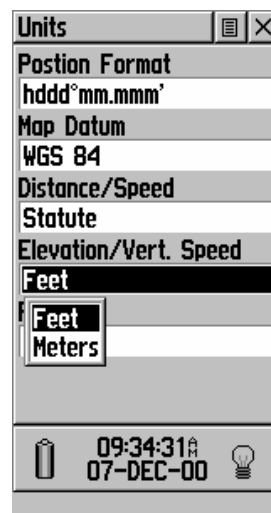 Units
Postion Format
hddd°mm.mmm'
Map Datum
WGS 84
Distance/Speed
Statute
Elevation/Vert. Speed
Feet
Feet
Meters
09:34:31AM
07-DEC-00